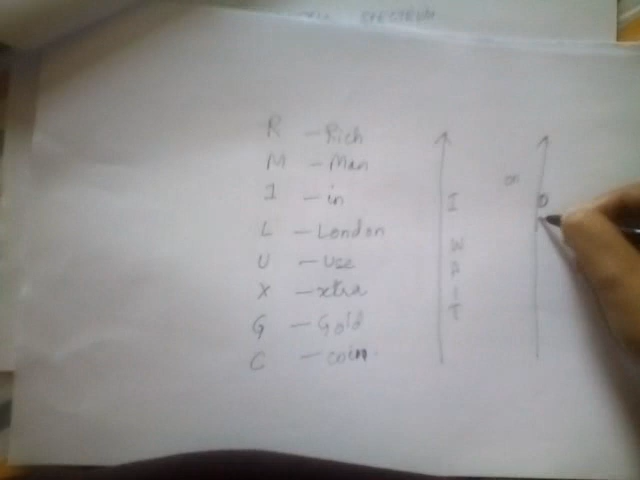 SPECTRUM
R - Rich
M - Man
I - in
L - London
U - Use
X - xtra
G - Gold
C - coin.